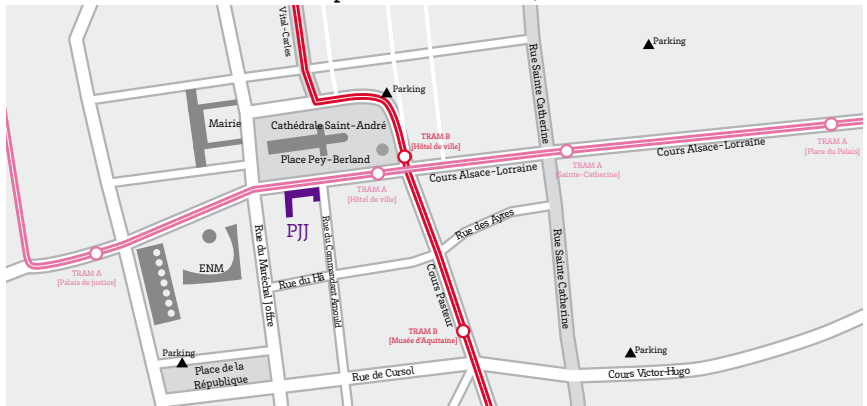 Vital-Carles
Parking
Parking
Rue Sainte Catherine
Mairie
Cathédrale Saint-André
Place Pey-Berland
TRAM B
[Hôtel de ville]
TRAM A
[Place du Palais]
Cours Alsace-Lorraine
TRAM A
[Sainte-Catherine]
Cours Alsace-Lorraine
TRAM A
[Hôtel de ville]
PJJ
Rue du Maréchal Joffre
Rue du Commandant Arnould
Rue des Ayres
Rue Sainte Catherine
TRAM A
[Palais de justice]
ENM
Rue du Hâ
Cours Pasteur
TRAM B
[Musée d'Aquitaine]
Parking
Parking
Place de la
République
Rue de Cursol
Cours Victor-Hugo